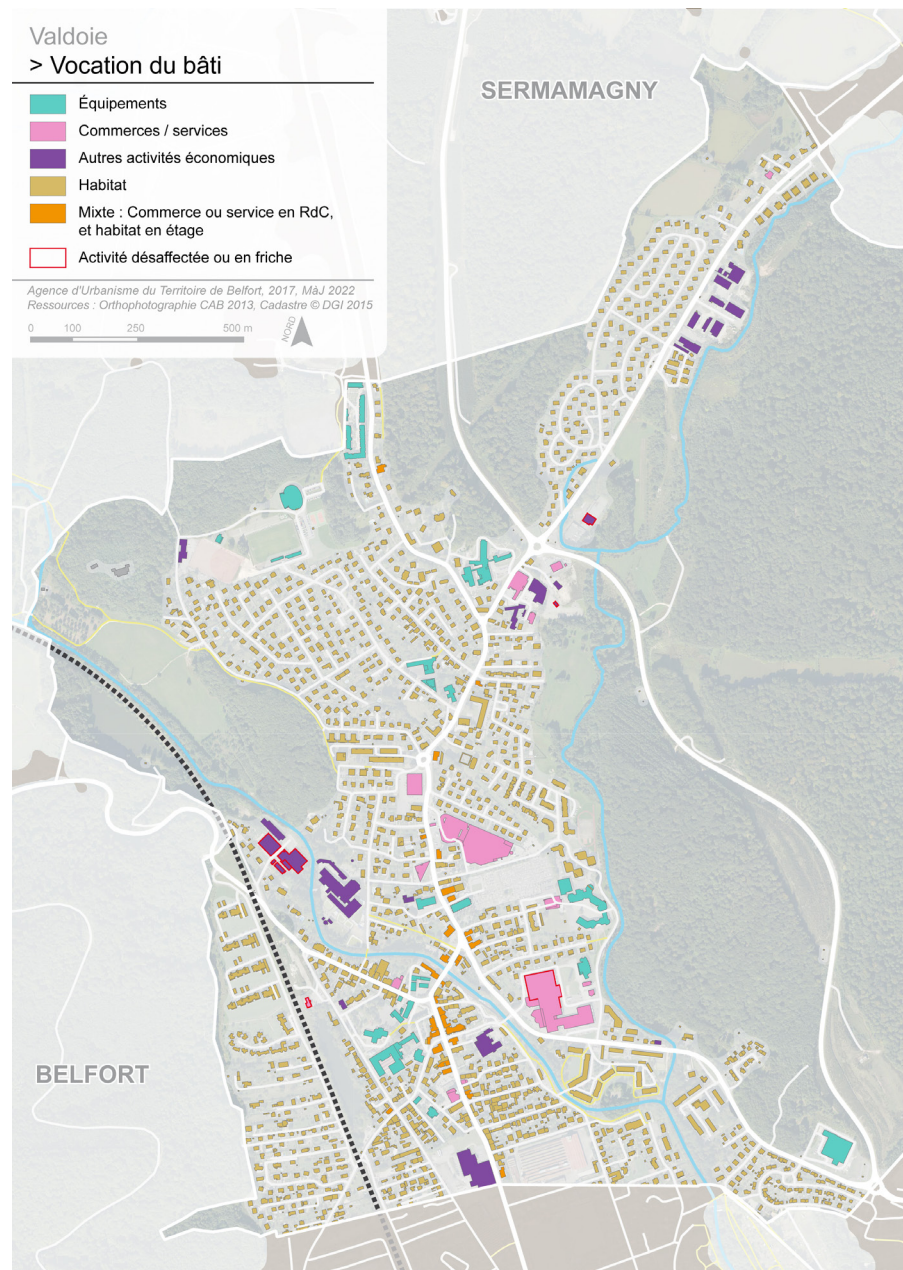 Valdoie
> Vocation du bâti
Équipements
Commerces / services
Autres activités économiques
Habitat
Mixte : Commerce ou service en RdC,
et habitat en étage
Activité désaffectée ou en friche
Agence d'Urbanisme du Territoire de Belfort, 2017, MàJ 2022
Ressources : Orthophotographie CAB 2013, Cadastre © DGI 2015
0 100 250 500 m
NORD
SERMAMAGNY
BELFORT